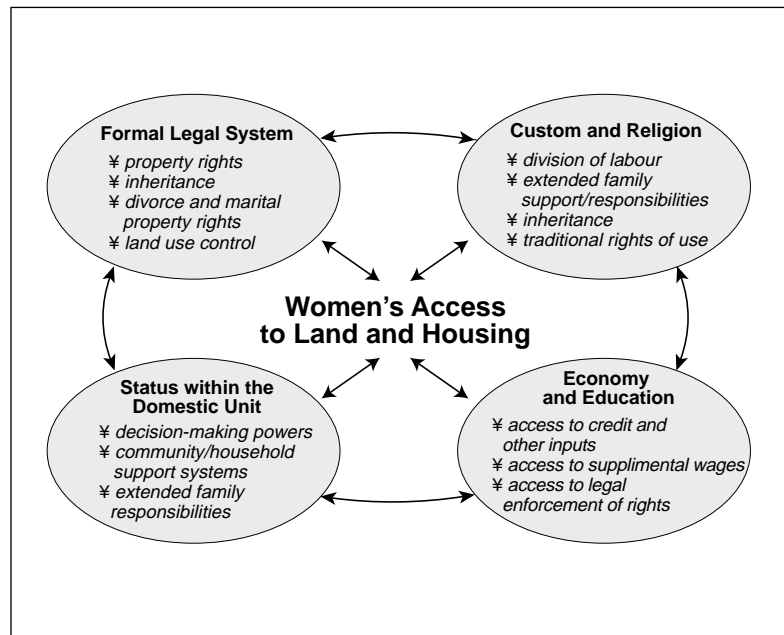 Formal Legal System
¥ property rights
¥ inheritance
¥ divorce and marital
property rights
¥ land use control
Custom and Religion
¥ division of labour
¥ extended family
support/responsibilities
¥ inheritance
¥ traditional rights of use
Women’s Access
to Land and Housing
Status within the
Domestic Unit
¥ decision-making powers
¥ community/household
support systems
¥ extended family
responsibilities
Economy
and Education
¥ access to credit and
other inputs
¥ access to supplimental wages
¥ access to legal
enforcement of rights